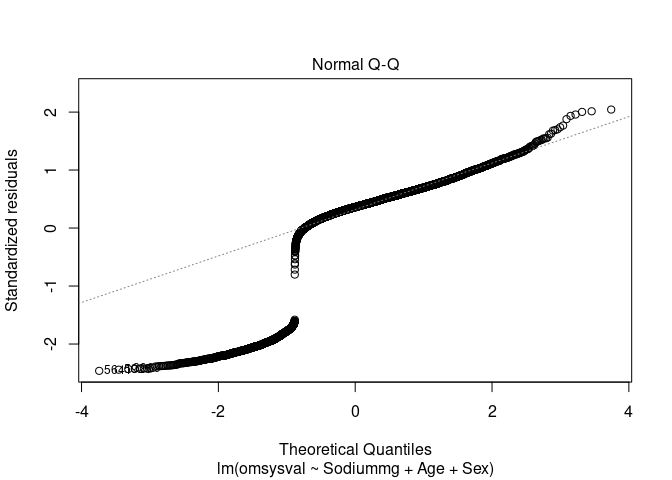 Normal Q-Q
Standardized residuals
2
1
0
-1
-2
-4
-2
0
2
4
Theoretical Quantiles
lm(omsysval ~ Sodiummg + Age + Sex)